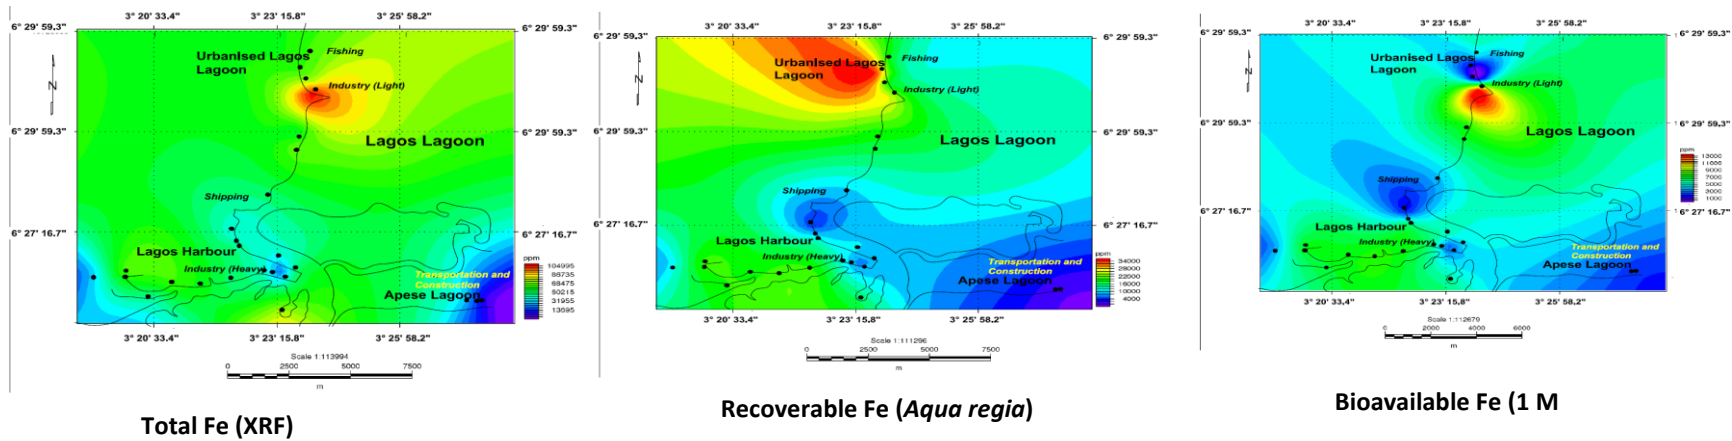 3° 20' 33.4"
3° 23' 15.8"
3° 25' 58.2"
6° 29' 59.3"
6° 29' 59.3"
N
Urbanised Lagos
Lagoon
Fishing
Industry (Light)
6° 29' 59.3"
6° 29' 59.3"
Lagos Lagoon
Shipping
6° 27' 16.7"
6° 27' 16.7"
Lagos Harbour
Industry (Heavy)
Transportation and
Construction
Apese Lagoon
ppm
104995
86735
68475
50215
31955
13695
3° 20' 33.4"
3° 23' 15.8"
3° 25' 58.2"
Scale 1:113994
0 2500 5000 7500
m
Total Fe (XRF)
3° 20' 33.4"
3° 23' 15.8"
3° 25' 58.2"
6° 29' 59.3"
6° 29' 59.3"
N
Urbanised Lagos
Lagoon
Fishing
Industry (Light)
6° 29' 59.3"
6° 29' 59.3"
Lagos Lagoon
Shipping
6° 27' 16.7"
6° 27' 16.7"
Lagos Harbour
Industry (Heavy)
Transportation and
Construction
Apese Lagoon
ppm
34000
28000
22000
16000
10000
4000
3° 20' 33.4"
3° 23' 15.8"
3° 25' 58.2"
Scale 1:111296
0 2500 5000 7500
m
Recoverable Fe (Aqua regia)
3° 20' 33.4"
3° 23' 15.8"
3° 25' 58.2"
6° 29' 59.3"
6° 29' 59.3"
N
Urbanised Lagos
Lagoon
Fishing
Industry (Light)
6° 29' 59.3"
6° 29' 59.3"
Lagos Lagoon
Shipping
6° 27' 16.7"
6° 27' 16.7"
Lagos Harbour
Industry (Heavy)
Transportation and
Construction
Apese Lagoon
ppm
13000
11000
9000
7000
5000
3000
1000
3° 20' 33.4"
3° 23' 15.8"
3° 25' 58.2"
Scale 1:112679
0 2000 4000 6000
m
Bioavailable Fe (1 M